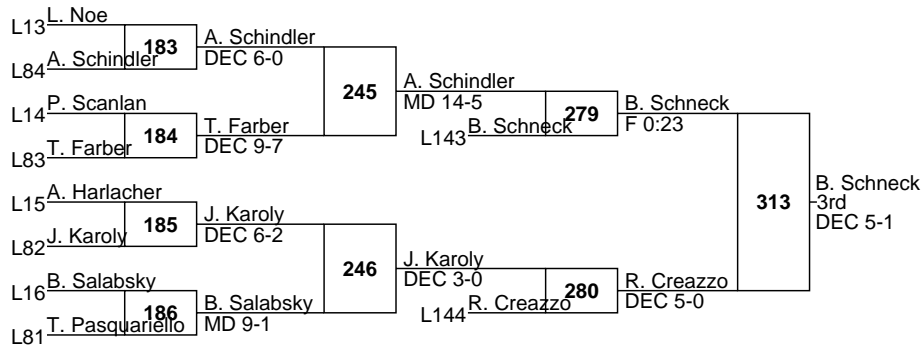 L13 L. Noe
183
A. Schindler
DEC 6-0
L84 A. Schindler
245
A. Schindler
MD 14-5
L14 P. Scanlan
184
T. Farber
DEC 9-7
L83 T. Farber
L143 B. Schneck
279
B. Schneck
F 0:23
L15 A. Harlacher
185
J. Karoly
DEC 6-2
L82 J. Karoly
246
J. Karoly
DEC 3-0
L16 B. Salabsky
186
B. Salabsky
MD 9-1
L81 T. Pasquariello
L144 R. Creazzo
280
R. Creazzo
DEC 5-0
313
B. Schneck
3rd
DEC 5-1